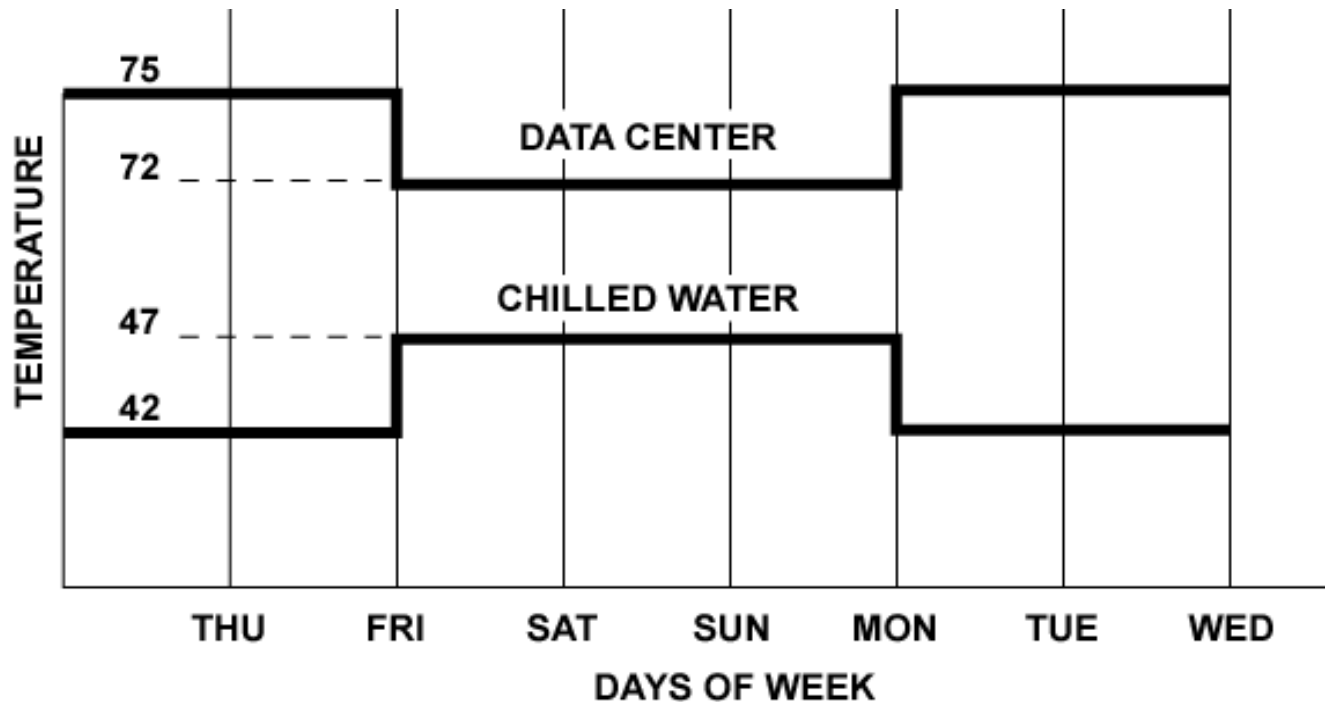 75
DATA CENTER
72
CHILLED WATER
47
42
TEMPERATURE
THU FRI SAT SUN MON TUE WED
DAYS OF WEEK